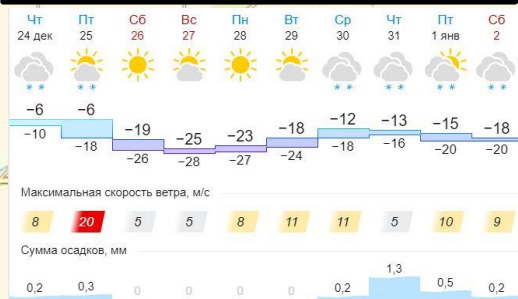 Чт Пт Сб Вс Пн Вт Ср Чт Пт Сб
24 дек 25 26 27 28 29 30 31 1 янв 2
−6 −6 −19 −25 −23 −18 −12 −13 −15 −18
−10 −18 −26 −28 −27 −24 −18 −16 −20 −20
Максимальная скорость ветра, м/с
8 20 5 5 8 11 11 5 10 9
Сумма осадков, мм
0,2 0,3 0 0 0 0 0,2 1,3 0,5 0,2